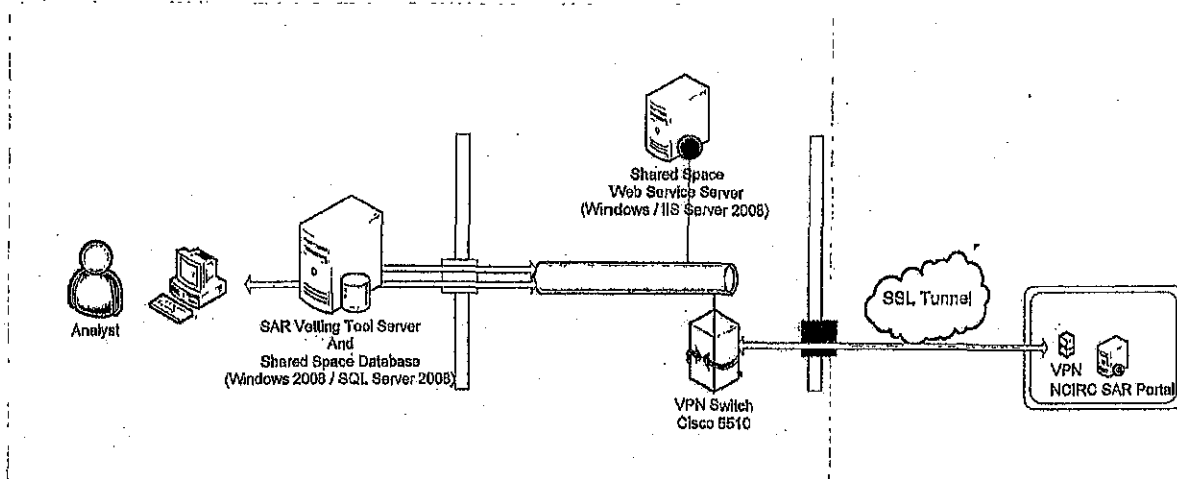 Analyst
SAR Vetting Tool Server
And
Shared Space Database
(Windows 2008 / SQL Server 2008)
Shared Space
Web Service Server
(Windows / IIS Server 2008)
VPN Switch
Cisco 5510
SSL Tunnel
VPN
NCIRC SAR Portal